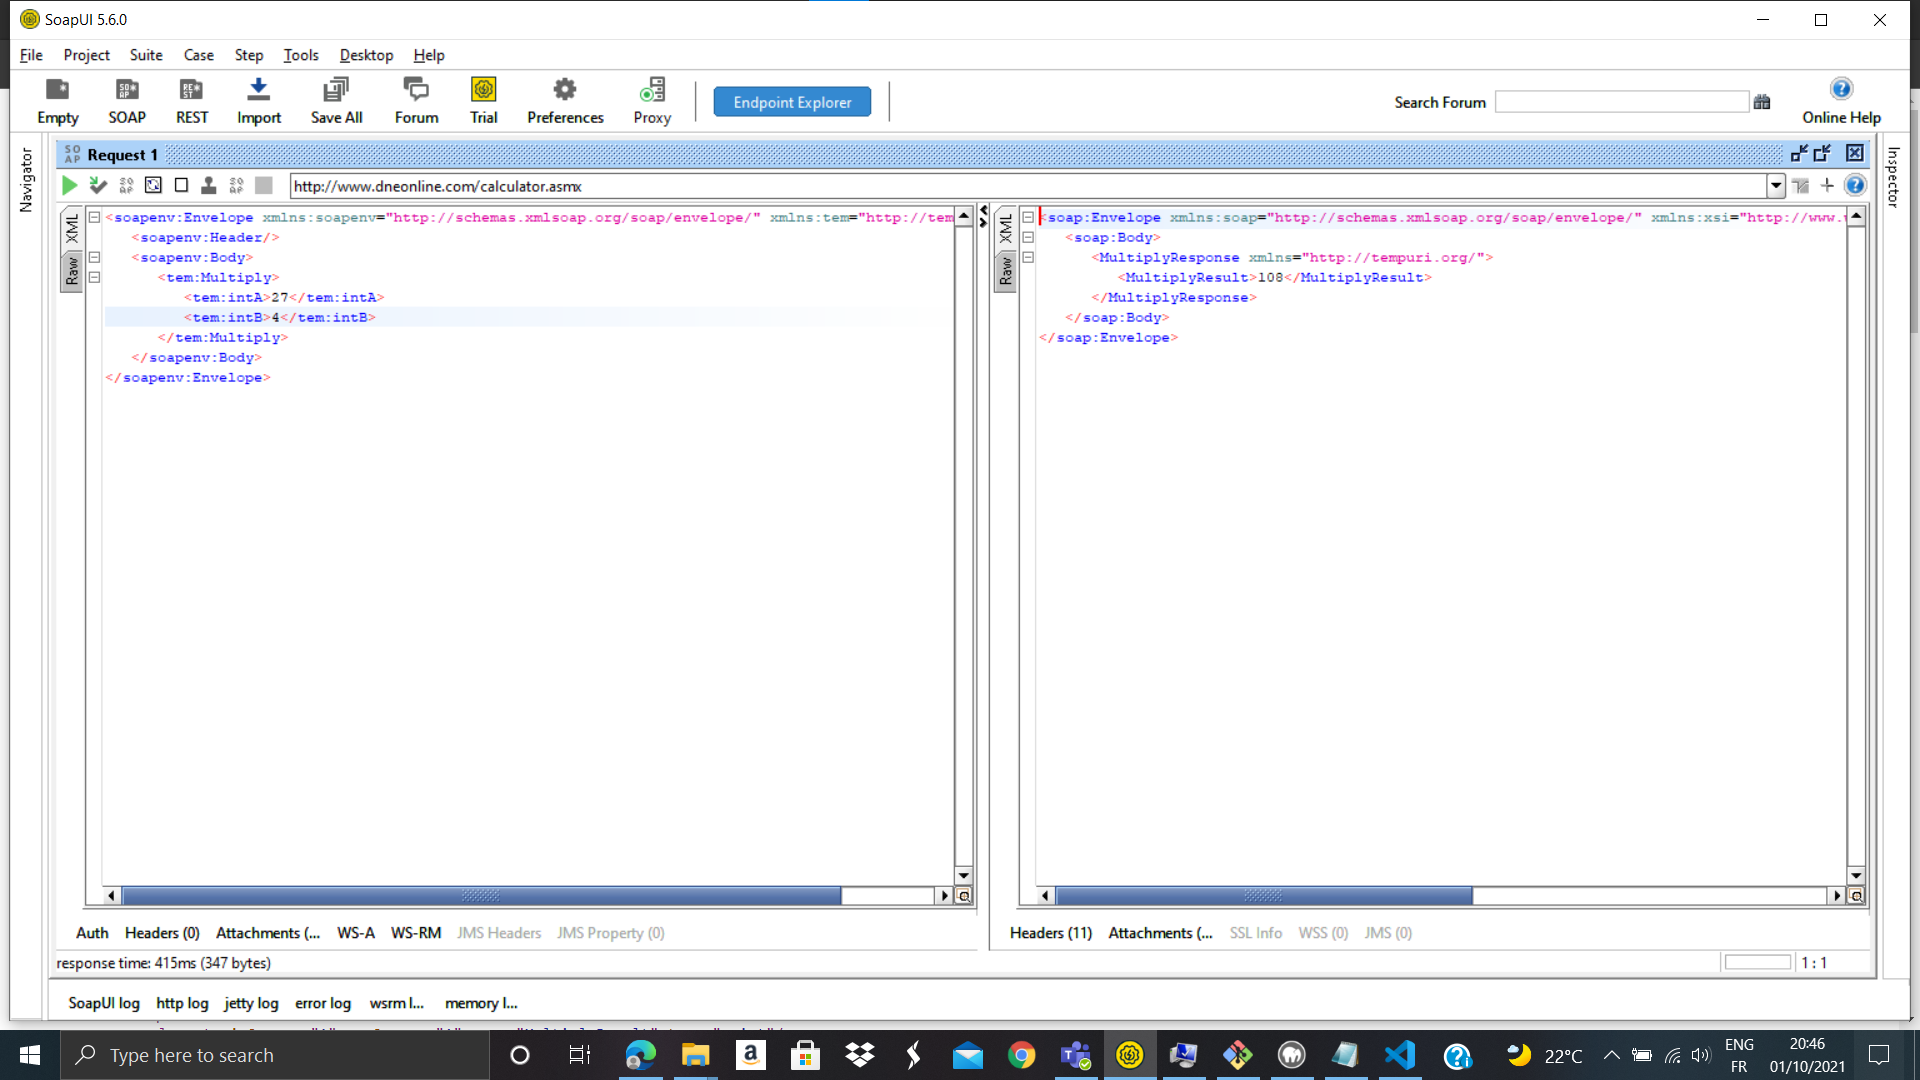 SoapUI 5.6.0
File Project Suite Case Step Tools Desktop Help
Empty SOAP REST Import Save All Forum Trial Preferences Proxy Endpoint Explorer Search Forum Online Help
Navigator
Inspector
SO AP Request 1
http://www.dneonline.com/calculator.asmx
XML
Raw
<soapenv:Envelope xmlns:soapenv="http://schemas.xmlsoap.org/soap/envelope/" xmlns:tem="http://tem
<soapenv:Header/>
<soapenv:Body>
<tem:Multiply>
<tem:intA>27</tem:intA>
<tem:intB>4</tem:intB>
</tem:Multiply>
</soapenv:Body>
</soapenv:Envelope>
XML
Raw
<soap:Envelope xmlns:soap="http://schemas.xmlsoap.org/soap/envelope/" xmlns:xsi="http://www.
<soap:Body>
<MultiplyResponse xmlns="http://tempuri.org/">
<MultiplyResult>108</MultiplyResult>
</MultiplyResponse>
</soap:Body>
</soap:Envelope>
Auth Headers (0) Attachments (... WS-A WS-RM JMS Headers JMS Property (0)
Headers (11) Attachments (... SSL Info WSS (0) JMS (0)
response time: 415ms (347 bytes)
1 : 1
SoapUI log http log jetty log error log wsrm l... memory l...
Type here to search
22°C
ENG
FR
20:46
01/10/2021